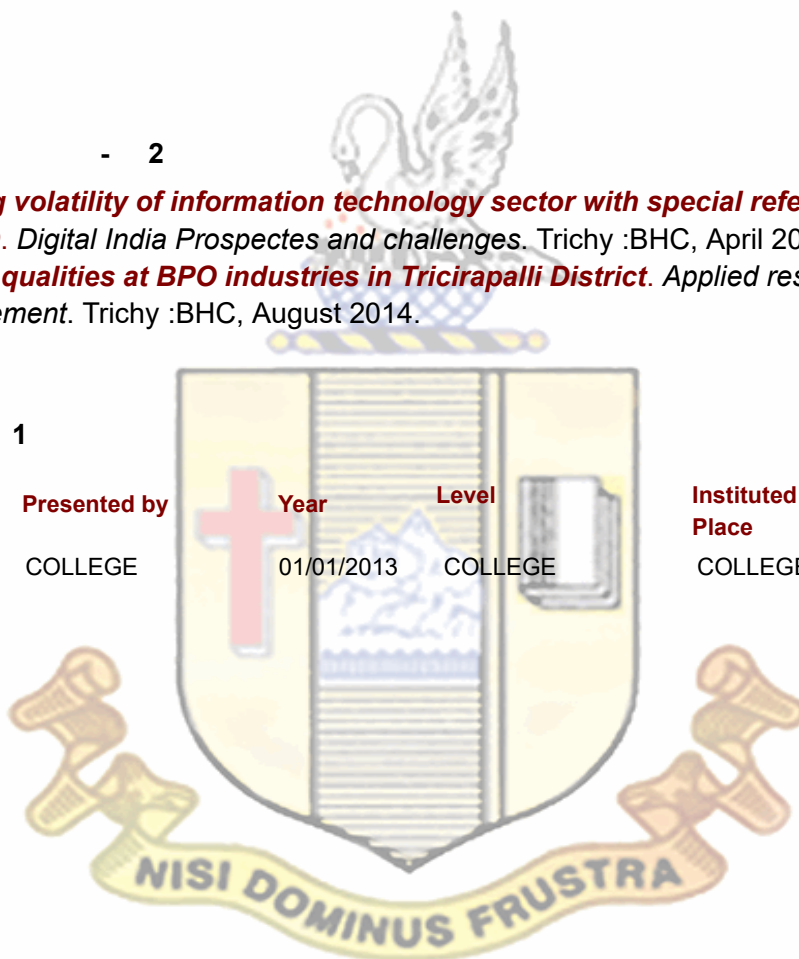 - 2
g volatility of information technology sector with special refe
. Digital India Prospectes and challenges. Trichy :BHC, April 20
qualities at BPO industries in Tricirapalli District. Applied res
ement. Trichy :BHC, August 2014.
1
Presented by Year Level Instituted
Place
COLLEGE 01/01/2013 COLLEGE COLLEGE
NISI DOMINUS FRUSTRA